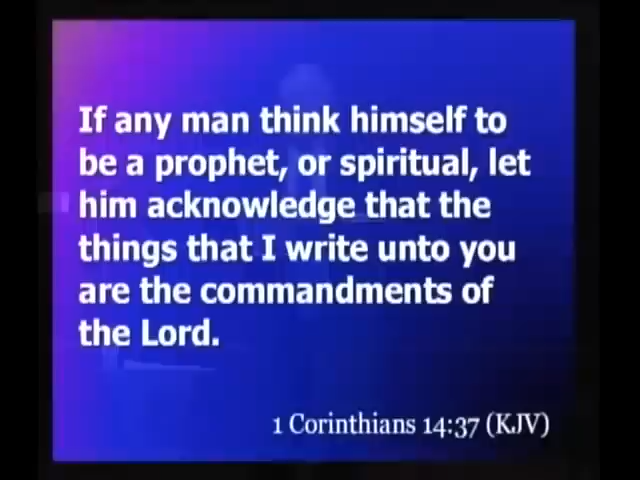 If any man think himself to
be a prophet, or spiritual, let
him acknowledge that the
things that I write unto you
are the commandments of
the Lord.
1 Corinthians 14:37 (KJV)